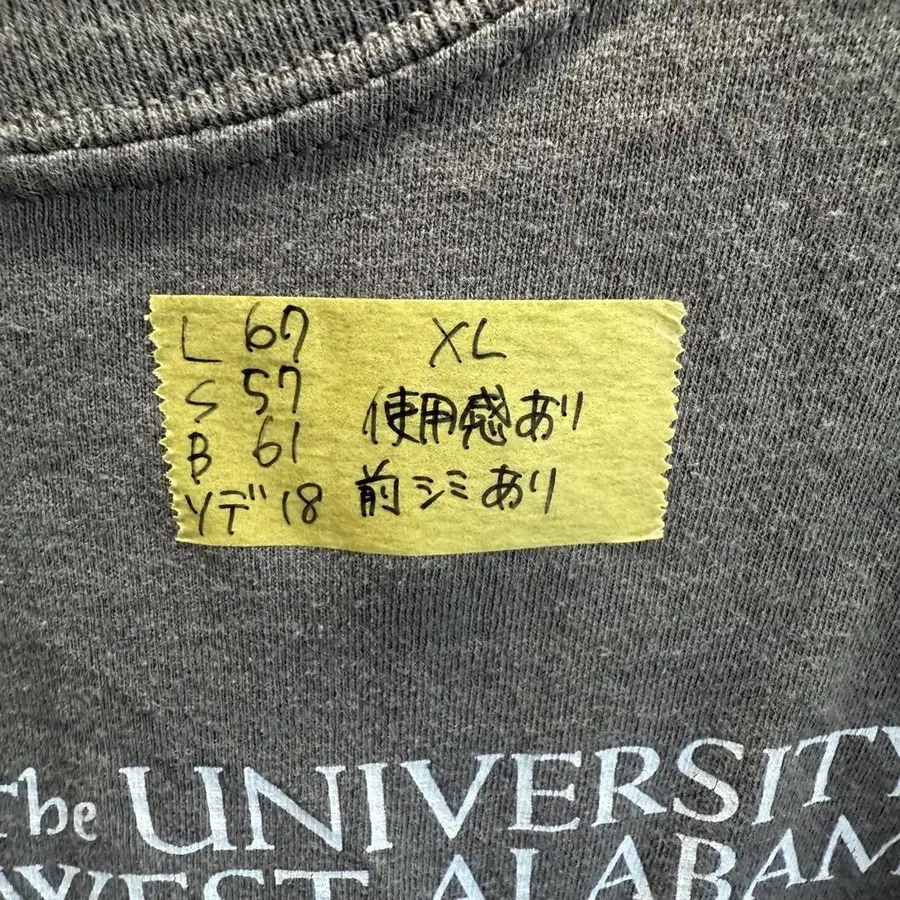 L 67 XL
S 57 使用感あり
B 61
ソデ 18 前シミあり
The UNIVERSITY
WEST ALABAM